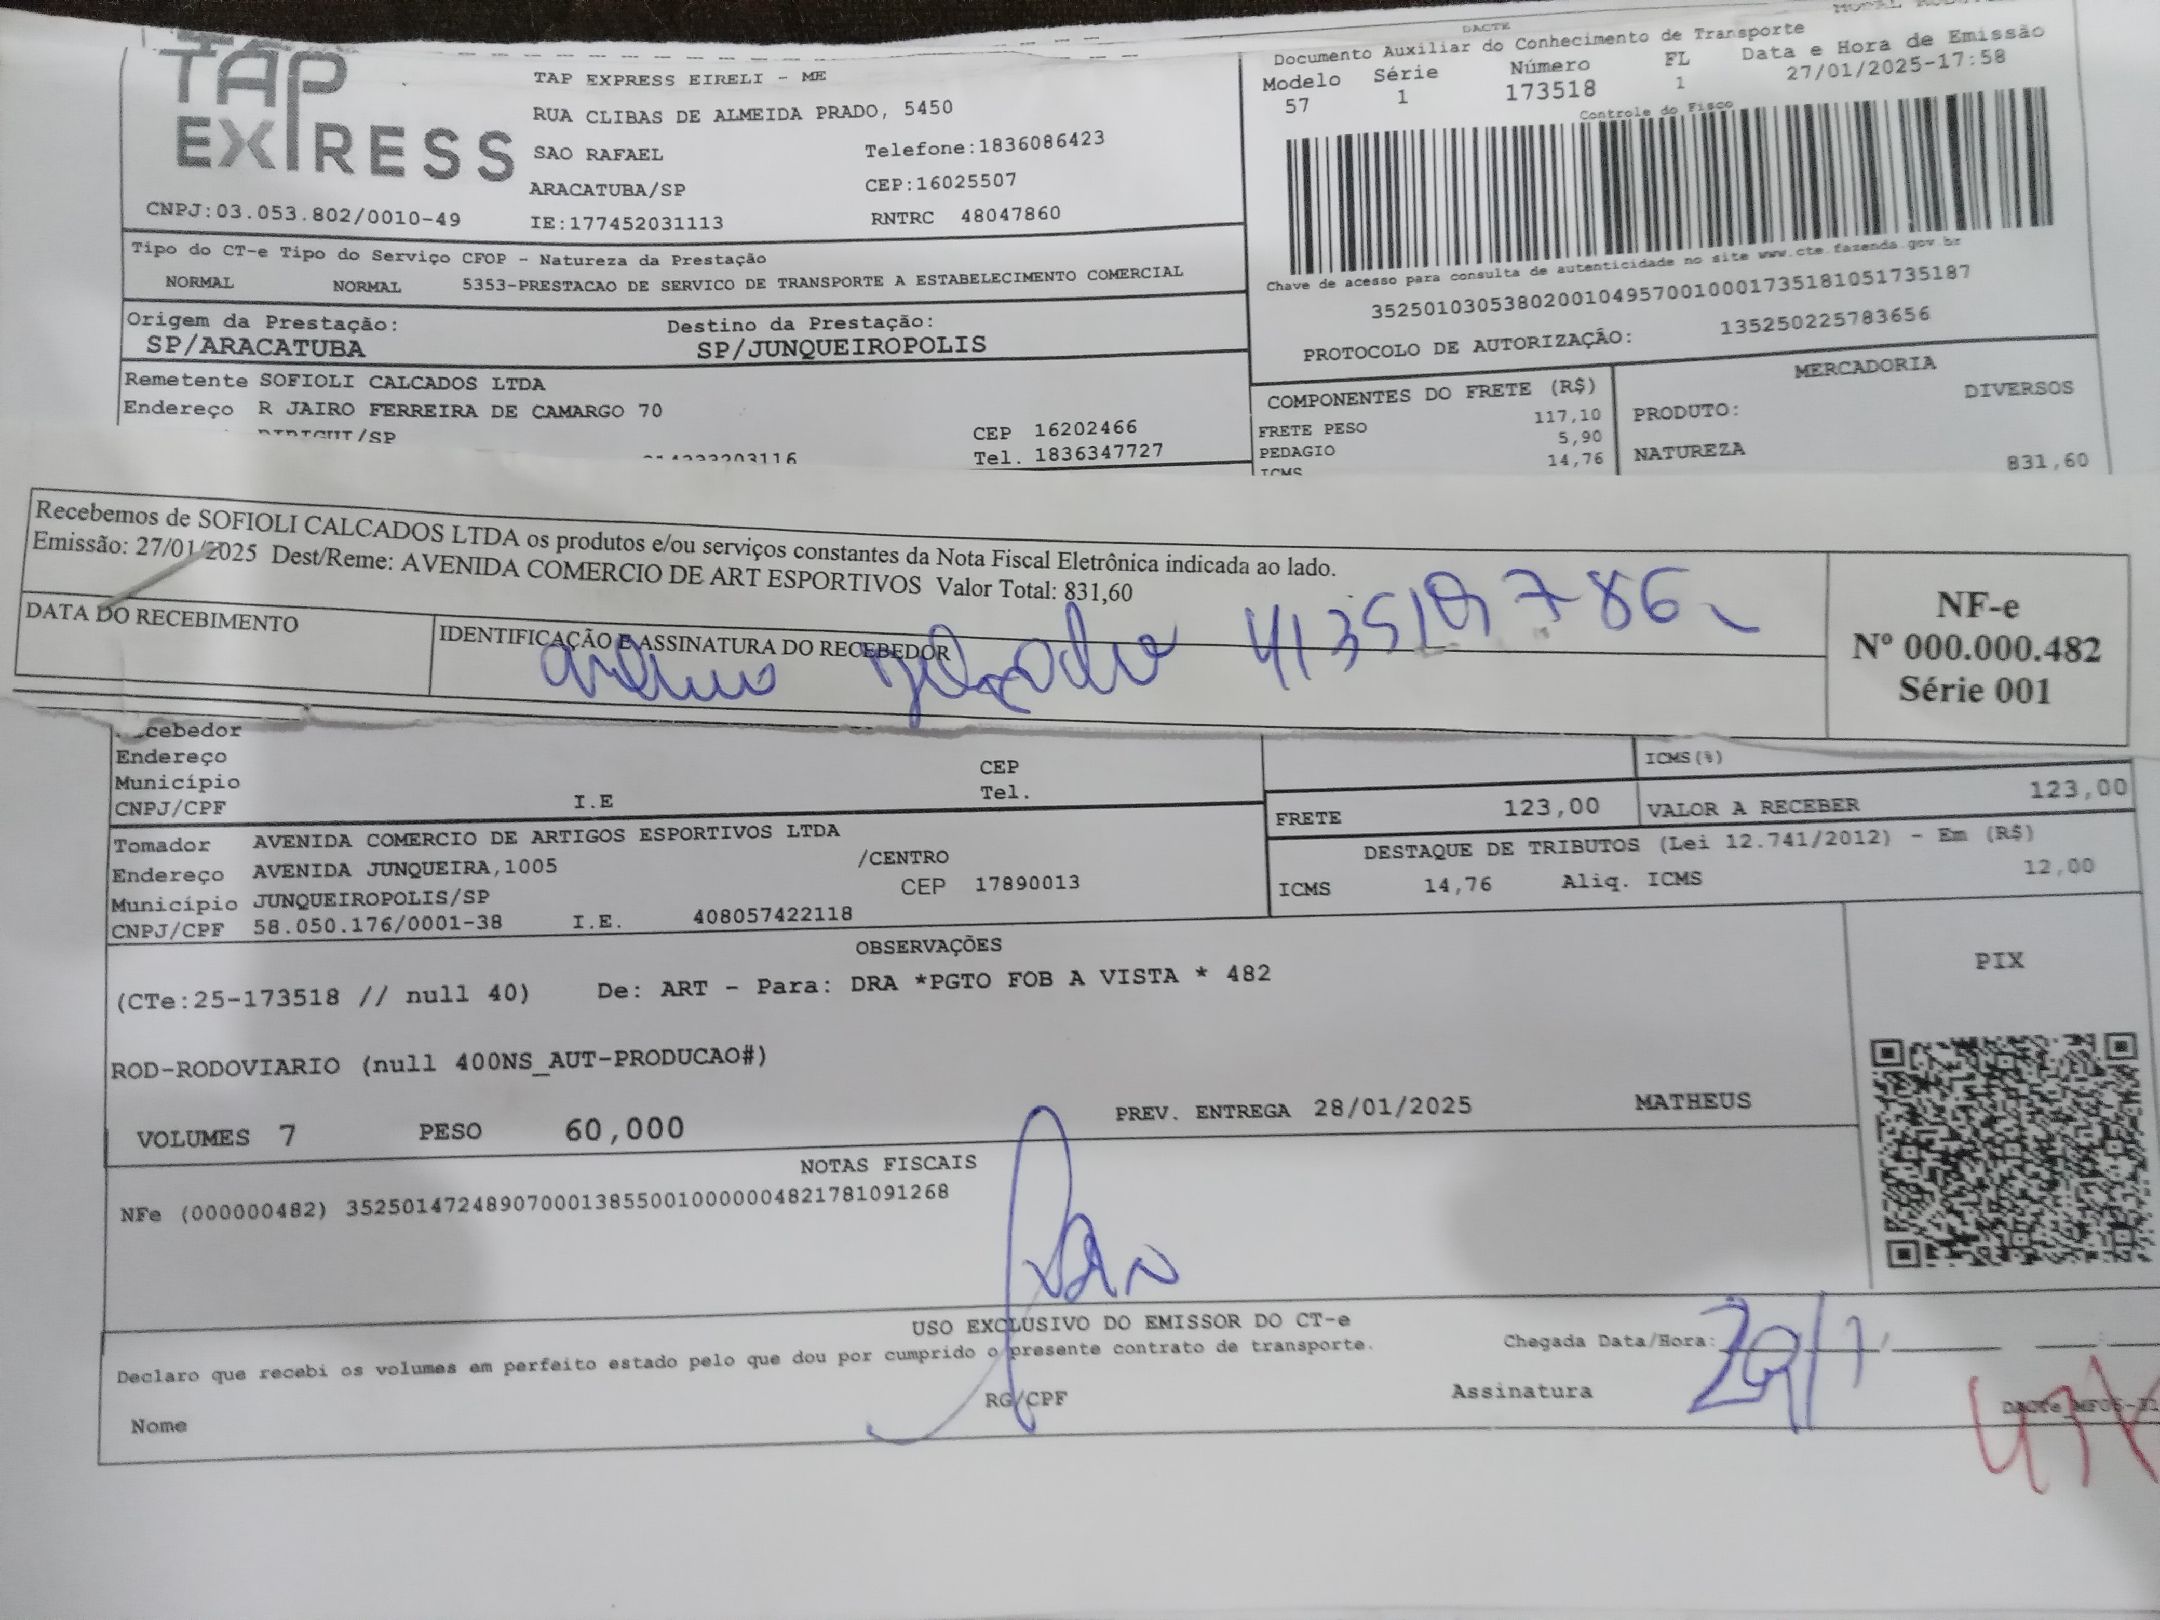 DACTE
Documento Auxiliar do Conhecimento de Transporte
Modelo Série Número FL Data e Hora de Emissão
57 1 173518 1 27/01/2025-17:58
Controle do Fisco
TAP EXPRESS
TAP EXPRESS EIRELI - ME
RUA CLIBAS DE ALMEIDA PRADO, 5450
SAO RAFAEL Telefone:1836086423
ARACATUBA/SP CEP:16025507
CNPJ:03.053.802/0010-49 IE:177452031113 RNTRC 48047860
Tipo do CT-e Tipo do Serviço CFOP - Natureza da Prestação
NORMAL NORMAL 5353-PRESTACAO DE SERVICO DE TRANSPORTE A ESTABELECIMENTO COMERCIAL
Chave de acesso para consulta de autenticidade no site www.cte.fazenda.gov.br
35250103053802001049570010001735181051735187
PROTOCOLO DE AUTORIZAÇÃO: 135250225783656
Origem da Prestação: Destino da Prestação:
SP/ARACATUBA SP/JUNQUEIROPOLIS
Remetente SOFIOLI CALCADOS LTDA
Endereço R JAIRO FERREIRA DE CAMARGO 70
CEP 16202466
Tel. 1836347727
COMPONENTES DO FRETE (R$)
FRETE PESO 117,10
PEDAGIO 5,90
ICMS 14,76
MERCADORIA
PRODUTO: DIVERSOS
NATUREZA
831,60
Recebemos de SOFIOLI CALCADOS LTDA os produtos e/ou serviços constantes da Nota Fiscal Eletrônica indicada ao lado.
Emissão: 27/01/2025 Dest/Reme: AVENIDA COMERCIO DE ART ESPORTIVOS Valor Total: 831,60
DATA DO RECEBIMENTO
IDENTIFICAÇÃO E ASSINATURA DO RECEBEDOR
NF-e
Nº 000.000.482
Série 001
Endereço
Município CEP
CNPJ/CPF I.E Tel.
ICMS(%)
FRETE 123,00 VALOR A RECEBER 123,00
DESTAQUE DE TRIBUTOS (Lei 12.741/2012) - Em (R$)
ICMS 14,76 Aliq. ICMS 12,00
Tomador AVENIDA COMERCIO DE ARTIGOS ESPORTIVOS LTDA
Endereço AVENIDA JUNQUEIRA,1005 /CENTRO
Município JUNQUEIROPOLIS/SP CEP 17890013
CNPJ/CPF 58.050.176/0001-38 I.E. 408057422118
OBSERVAÇÕES
(CTe:25-173518 // null 40) De: ART - Para: DRA *PGTO FOB A VISTA * 482
PIX
ROD-RODOVIARIO (null 400NS_AUT-PRODUCAO#)
VOLUMES 7 PESO 60,000 PREV. ENTREGA 28/01/2025 MATHEUS
NOTAS FISCAIS
NFe (000000482) 35250147248907000138550010000004821781091268
USO EXCLUSIVO DO EMISSOR DO CT-e
Declaro que recebi os volumes em perfeito estado pelo que dou por cumprido o presente contrato de transporte.
Chegada Data/Hora:
Nome RG/CPF Assinatura